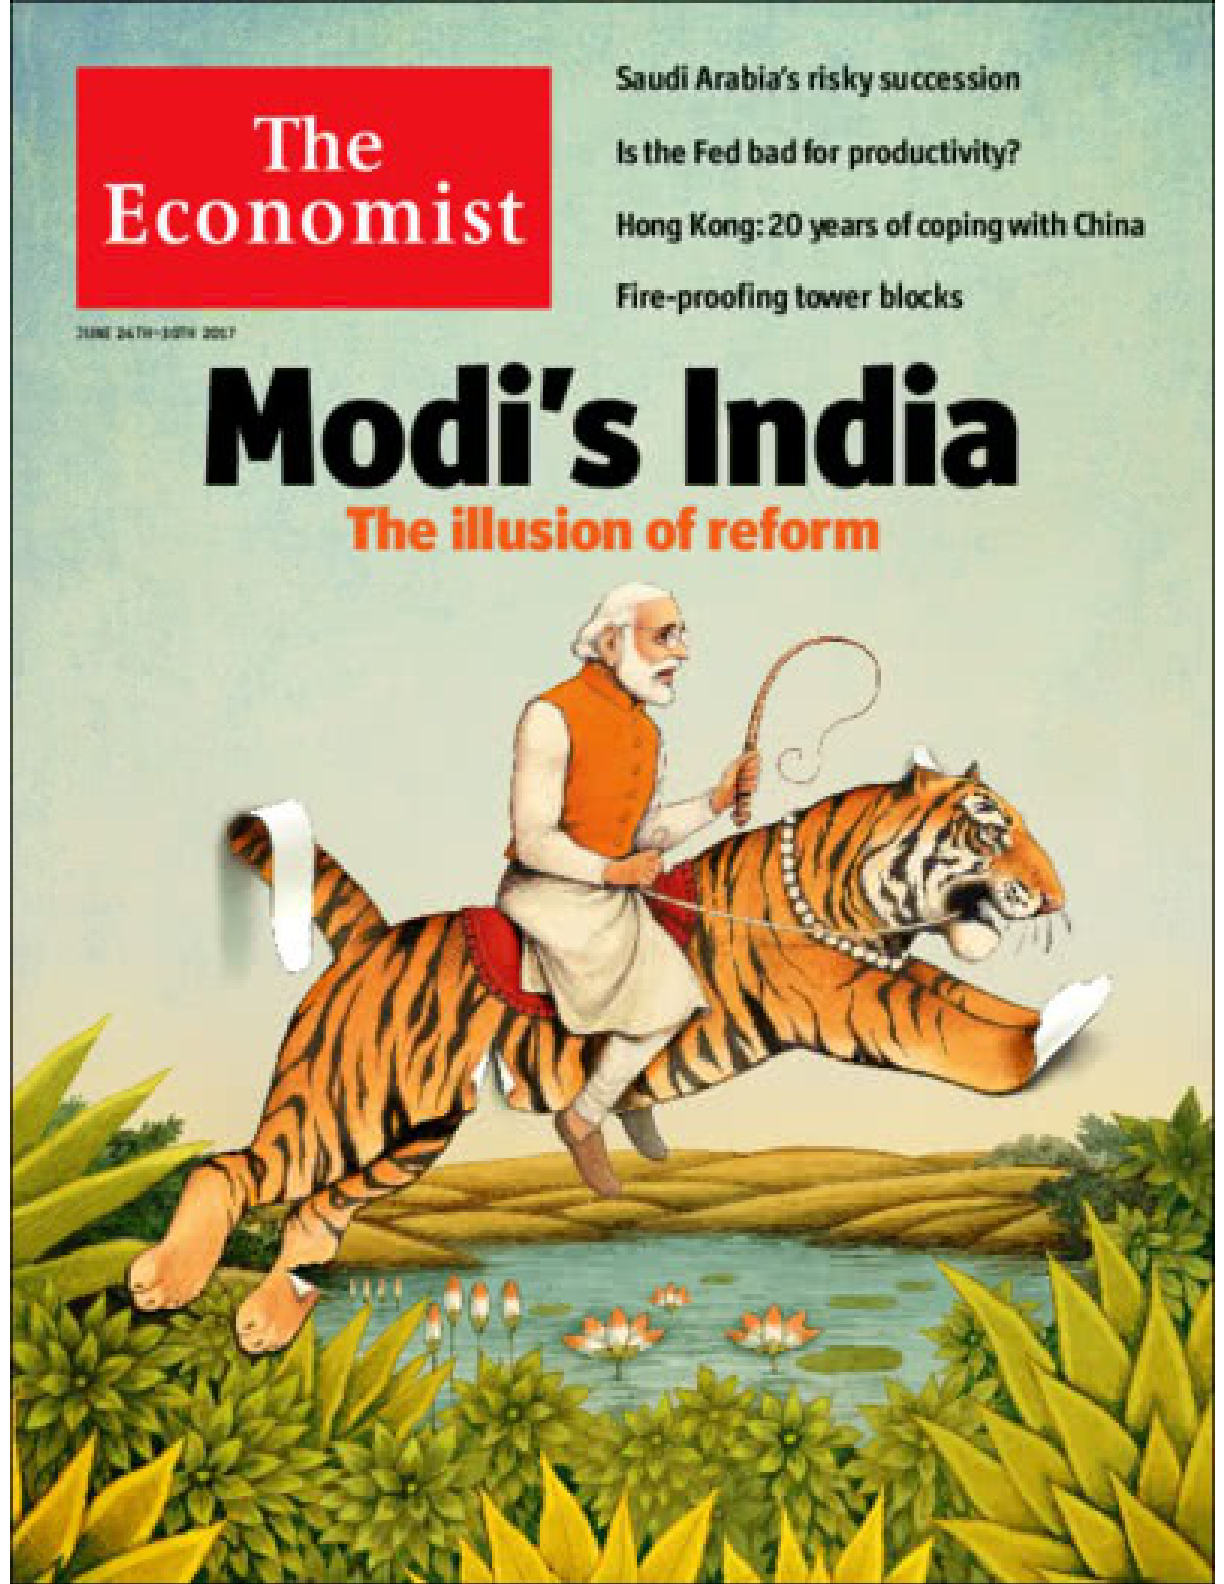 The
Economist
Saudi Arabia's risky succession
Is the Fed bad for productivity?
Hong Kong: 20 years of coping with China
Fire-proofing tower blocks
JUNE 24TH–30TH 2017
Modi's India
The illusion of reform